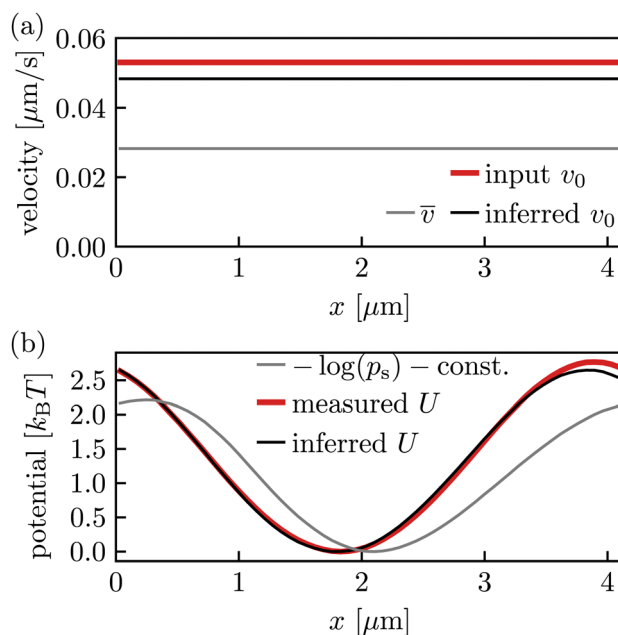 (a)
0.06
0.04
0.02
0.00
velocity [μm/s]
input v₀
v̅ inferred v₀
0 1 2 3 4
x [μm]
(b)
2.5
2.0
1.5
1.0
0.5
0.0
potential [k_BT]
−log(pₛ) − const.
measured U
inferred U
0 1 2 3 4
x [μm]